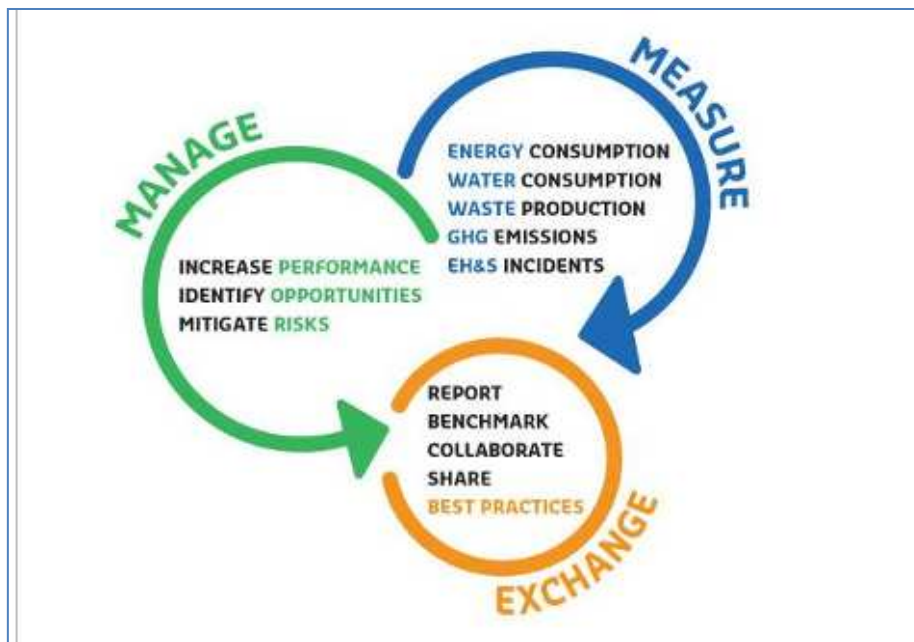 MEASURE
ENERGY CONSUMPTION
WATER CONSUMPTION
WASTE PRODUCTION
GHG EMISSIONS
EH&S INCIDENTS
MANAGE
INCREASE PERFORMANCE
IDENTIFY OPPORTUNITIES
MITIGATE RISKS
REPORT
BENCHMARK
COLLABORATE
SHARE
BEST PRACTICES
EXCHANGE